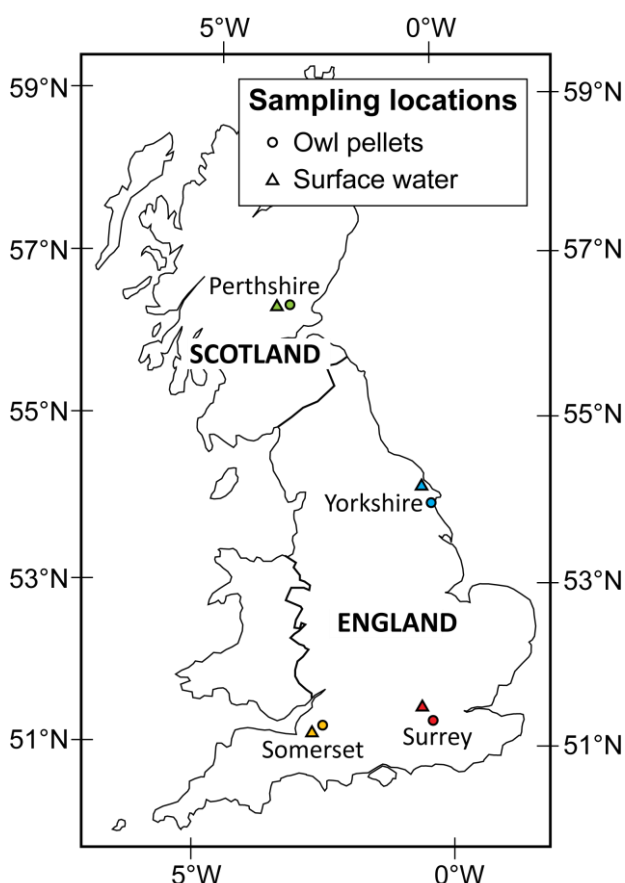 5°W 0°W
59°N 59°N
Sampling locations
Owl pellets
Surface water
57°N 57°N
Perthshire
SCOTLAND
55°N 55°N
Yorkshire
53°N 53°N
ENGLAND
51°N 51°N
Somerset Surrey
5°W 0°W